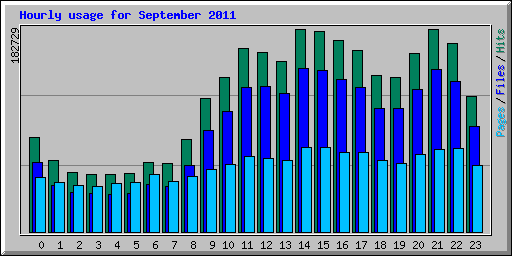 Hourly usage for September 2011
182729
Pages / Files / Hits
0 1 2 3 4 5 6 7 8 9 10 11 12 13 14 15 16 17 18 19 20 21 22 23